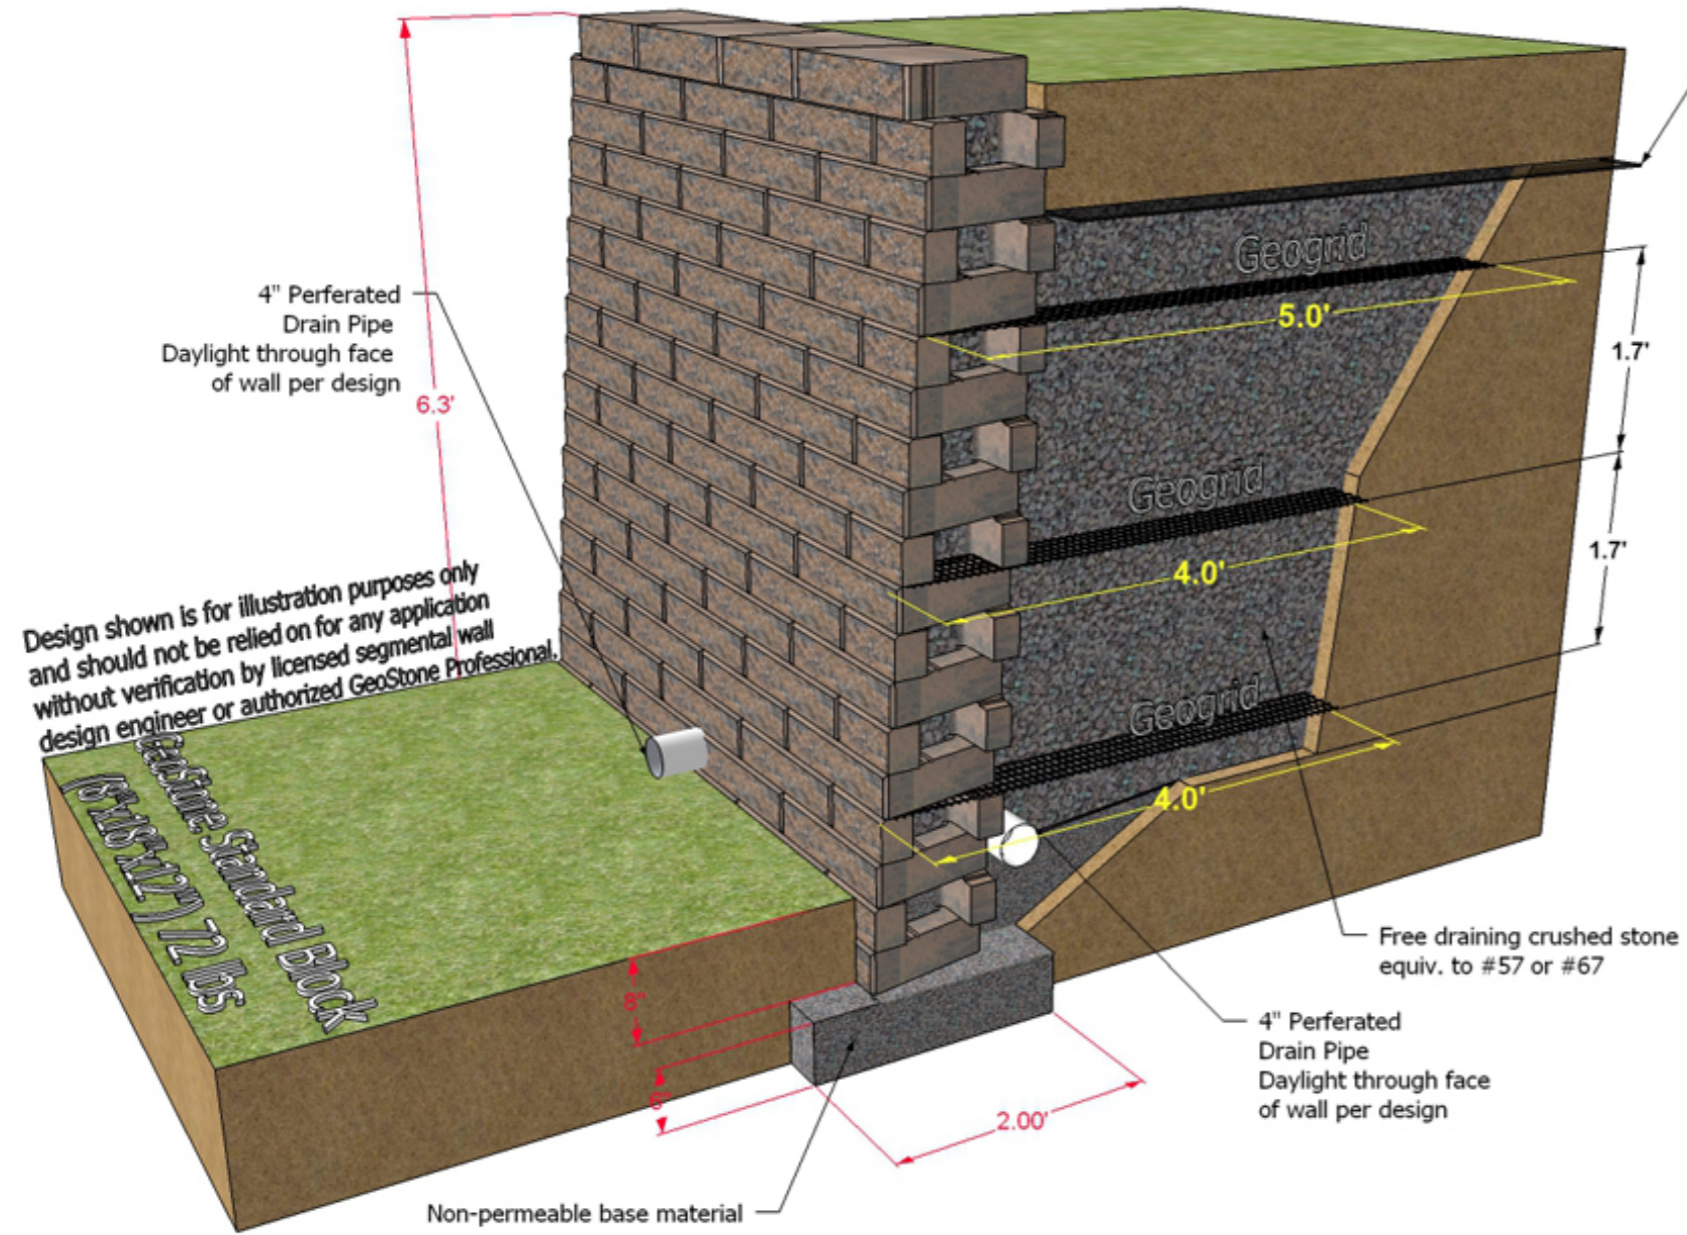 4" Perferated
Drain Pipe
Daylight through face
of wall per design
6.3'
Geogrid
5.0'
1.7'
Geogrid
4.0'
1.7'
Design shown is for illustration purposes only
and should not be relied on for any application
without verification by licensed segmental wall
design engineer or authorized GeoStone Professional.
Geogrid
4.0'
GeoStone Standard Block
(8"x18"x12") 72 lbs
Free draining crushed stone
equiv. to #57 or #67
8"
4" Perferated
Drain Pipe
Daylight through face
of wall per design
6"
2.00'
Non-permeable base material